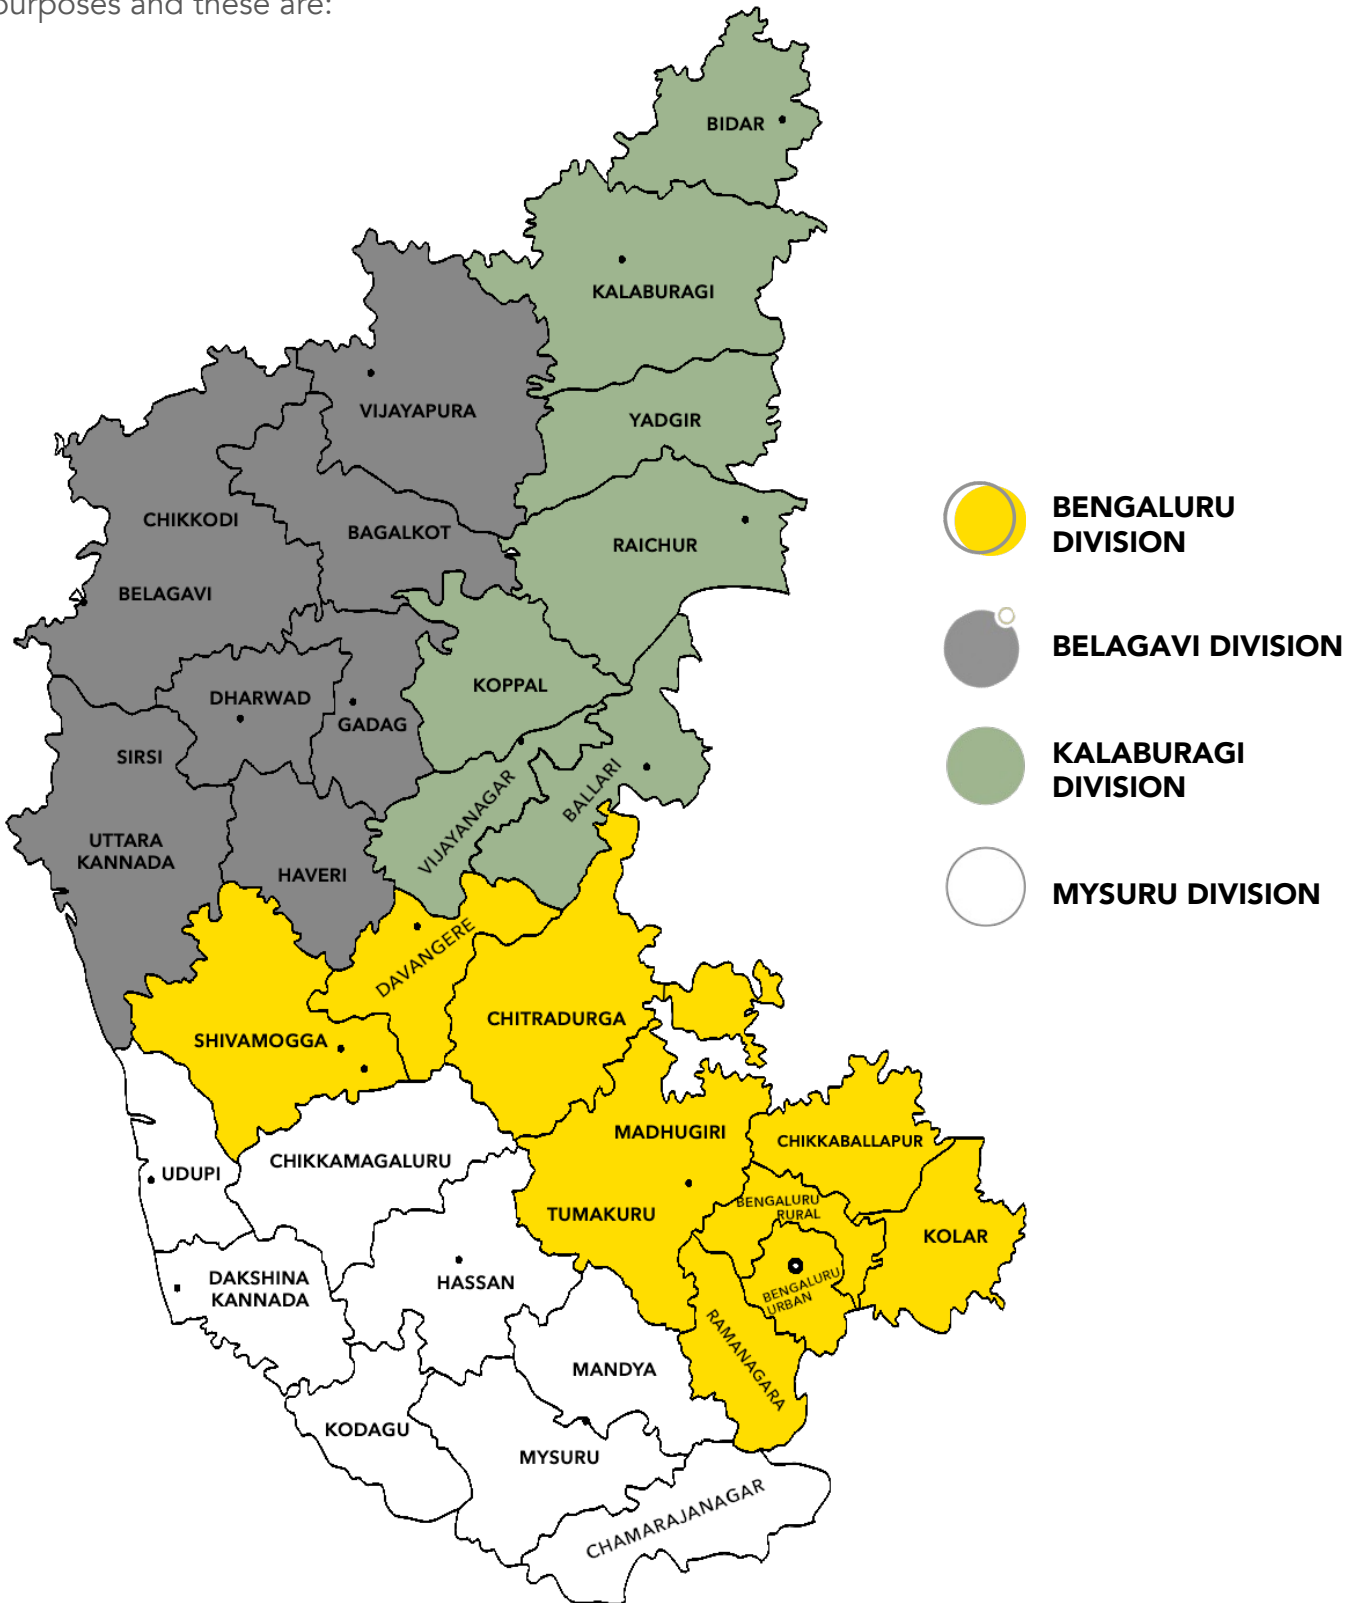 purposes and these are:
BIDAR
KALABURAGI
VIJAYAPURA
YADGIR
CHIKKODI
BAGALKOT
RAICHUR
BELAGAVI
DHARWAD
GADAG
KOPPAL
SIRSI
VIJAYANAGAR
BALLARI
UTTARA
KANNADA
HAVERI
DAVANGERE
SHIVAMOGGA
CHITRADURGA
MADHUGIRI
CHIKKABALLAPUR
UDUPI
CHIKKAMAGALURU
TUMAKURU
BENGALURU
RURAL
KOLAR
DAKSHINA
KANNADA
HASSAN
BENGALURU
URBAN
RAMANAGARA
MANDYA
KODAGU
MYSURU
CHAMARAJANAGAR
BENGALURU
DIVISION
BELAGAVI DIVISION
KALABURAGI
DIVISION
MYSURU DIVISION